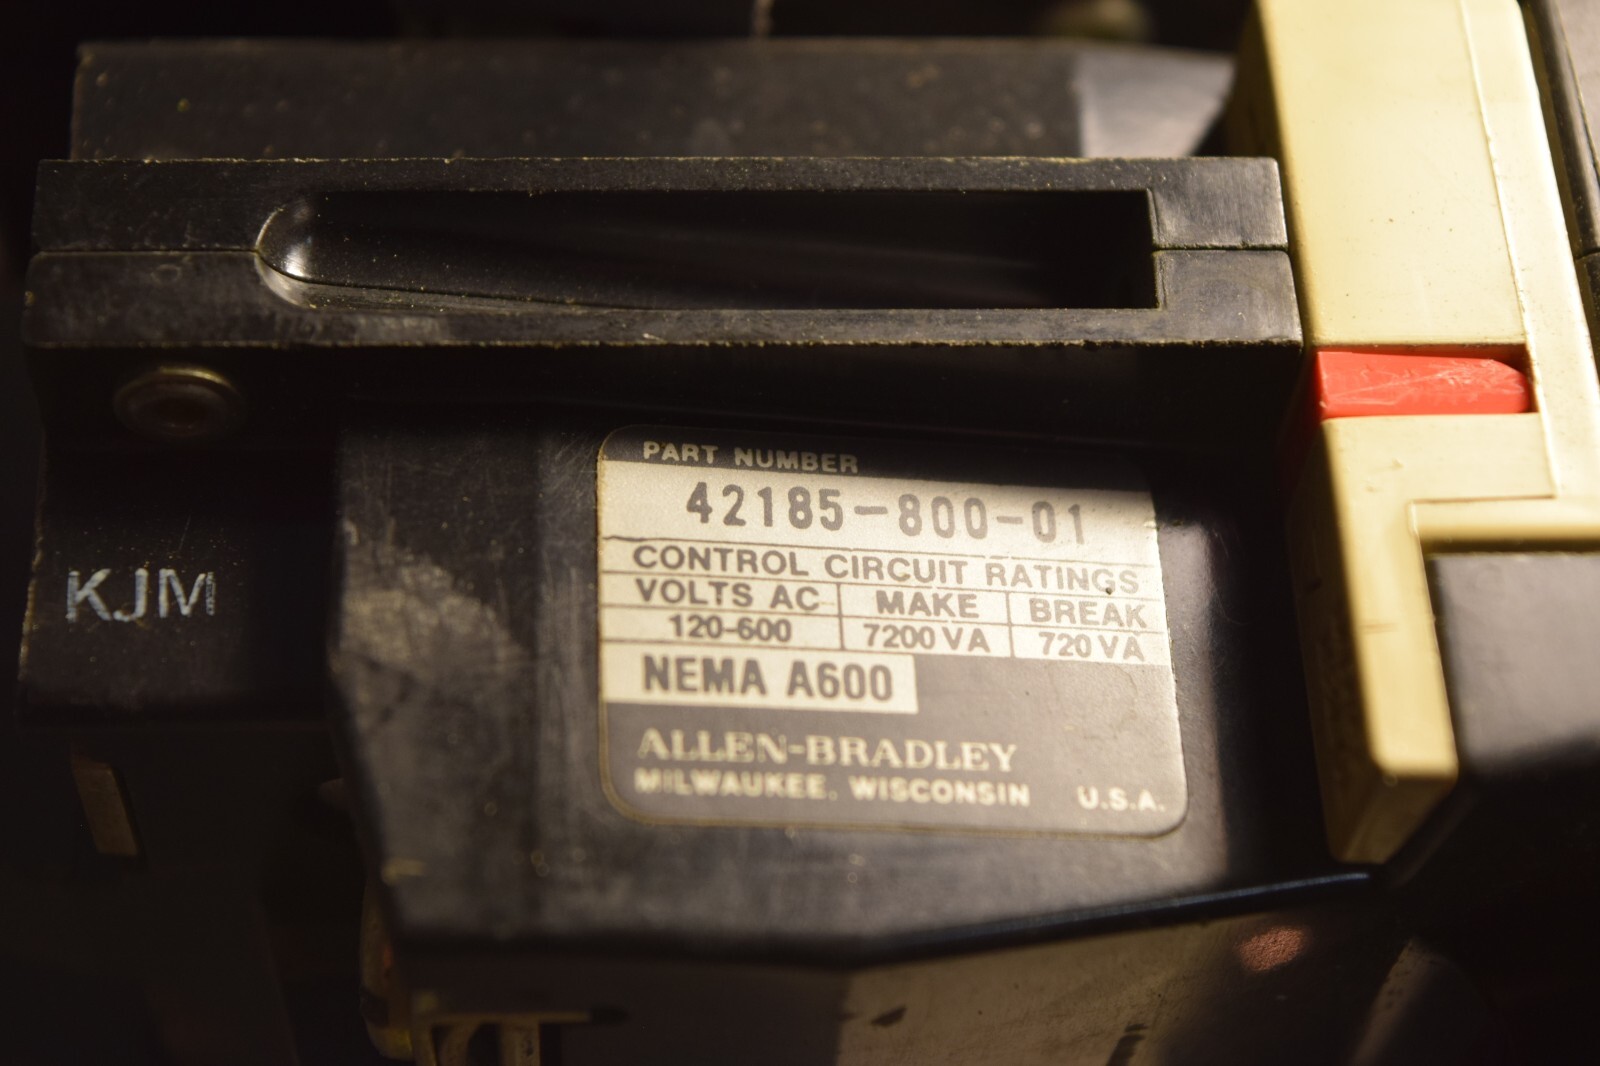 PART NUMBER
42185-800-01
CONTROL CIRCUIT RATINGS
VOLTS AC MAKE BREAK
120-600 7200 VA 720 VA
NEMA A600
ALLEN-BRADLEY
MILWAUKEE, WISCONSIN U.S.A.
KJM